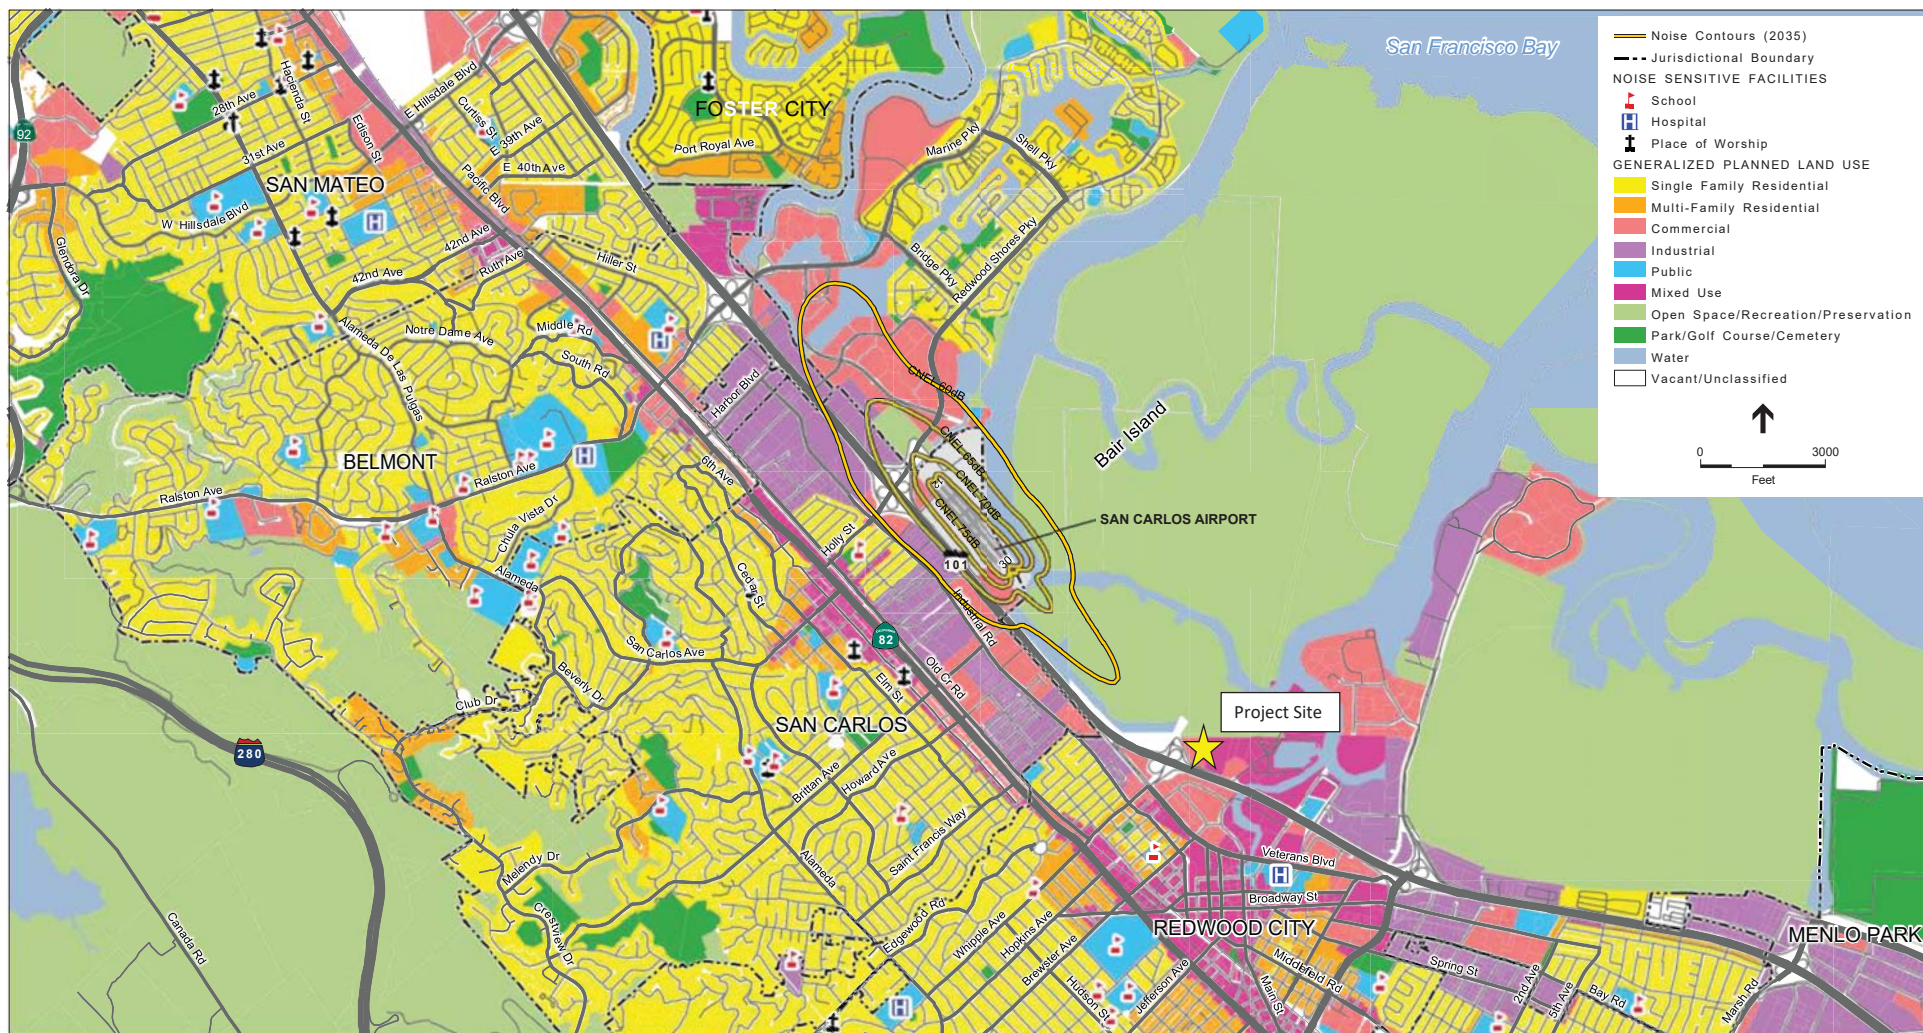 San Francisco Bay
Noise Contours (2035)
Jurisdictional Boundary
NOISE SENSITIVE FACILITIES
School
H
Hospital
Place of Worship
GENERALIZED PLANNED LAND USE
Single Family Residential
Multi-Family Residential
Commercial
Industrial
Public
Mixed Use
Open Space/Recreation/Preservation
Park/Golf Course/Cemetery
Water
Vacant/Unclassified
0 3000
Feet
92
28th Ave
Hacienda St
31st Ave
Edison St
E Hillsdale Blvd
Curtiss St
E 39th Ave
E 40th Ave
Pacific Blvd
FOSTER CITY
Port Royal Ave
Marine Pky
Shell Pky
SAN MATEO
W Hillsdale Blvd
H
42nd Ave
42nd Ave
Ruth Ave
Hiller St
Glendora Dr
Bridge Pky
Redwood Shores Pky
Alameda De Las Pulgas
Notre Dame Ave
Middle Rd
South Rd
H
Harbor Blvd
CNEL 60dB
CNEL 65dB
CNEL 70dB
CNEL 75dB
12
30
101
Bair Island
SAN CARLOS AIRPORT
BELMONT
Ralston Ave
Ralston Ave
H
6th Ave
Chula Vista Dr
Holly St
Alameda
Cedar St
Industrial Rd
82
San Carlos Ave
Beverly Dr
Club Dr
Elm St
Old Cr Rd
280
SAN CARLOS
Project Site
Brittan Ave
Howard Ave
Saint Francis Way
Alameda
Melendy Dr
Crestview Dr
Canada Rd
Edgewood Rd
Whipple Ave
Hopkins Ave
Brewster Ave
Hudson St
Jefferson Ave
Veterans Blvd
H
Broadway St
REDWOOD CITY
Middlefield Rd
Main St
Spring St
2nd Ave
5th Ave
Bay Rd
Marsh Rd
MENLO PARK
H